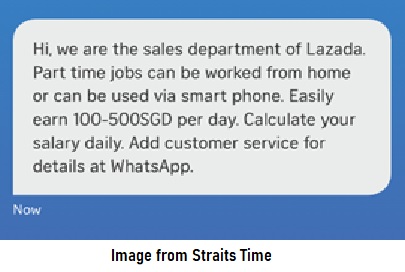 Hi, we are the sales department of Lazada.
Part time jobs can be worked from home
or can be used via smart phone. Easily
earn 100-500SGD per day. Calculate your
salary daily. Add customer service for
details at WhatsApp.
Now
Image from Straits Time